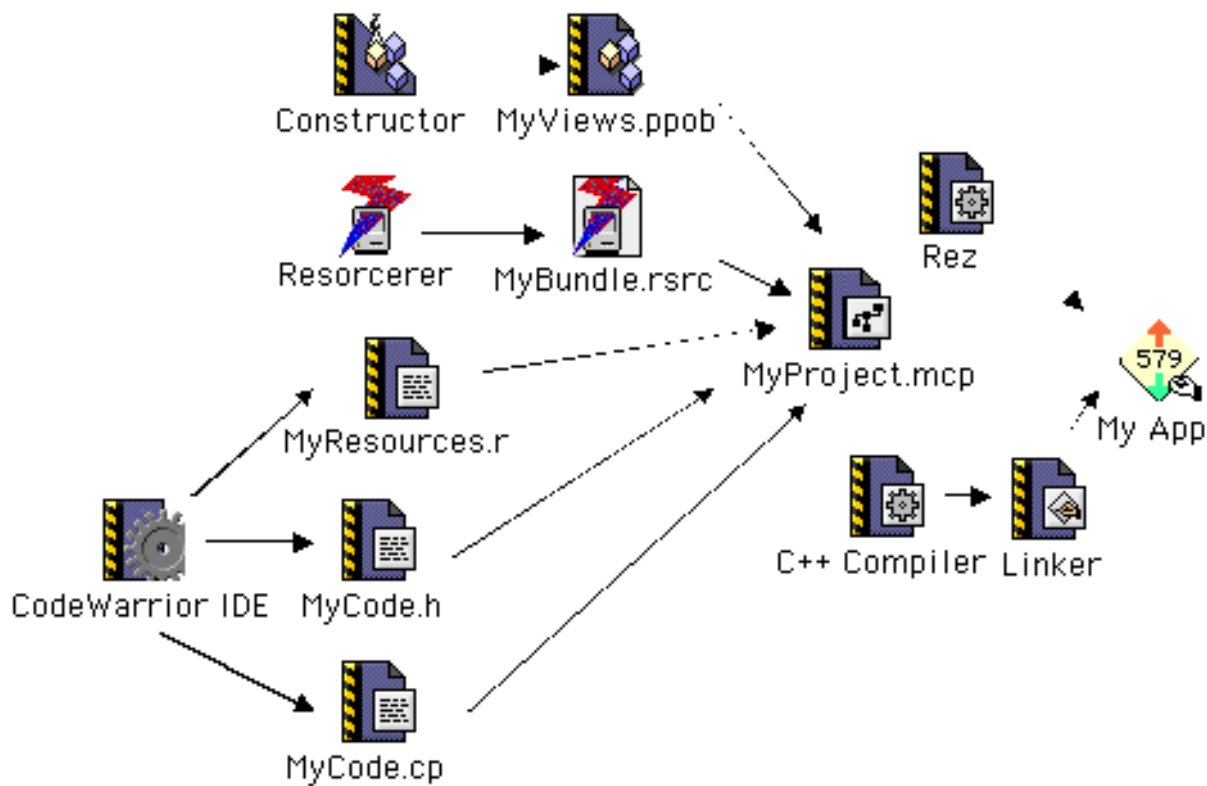 Constructor
MyViews.ppob
Rez
Resorcerer
MyBundle.rsrc
579
MyProject.mcp
My App
MyResources.r
C++ Compiler
Linker
CodeWarrior IDE
MyCode.h
MyCode.cp